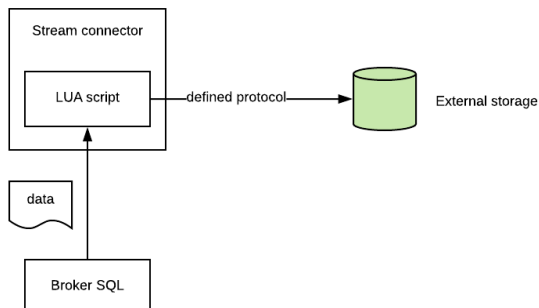 Stream connector
LUA script
defined protocol
External storage
data
Broker SQL